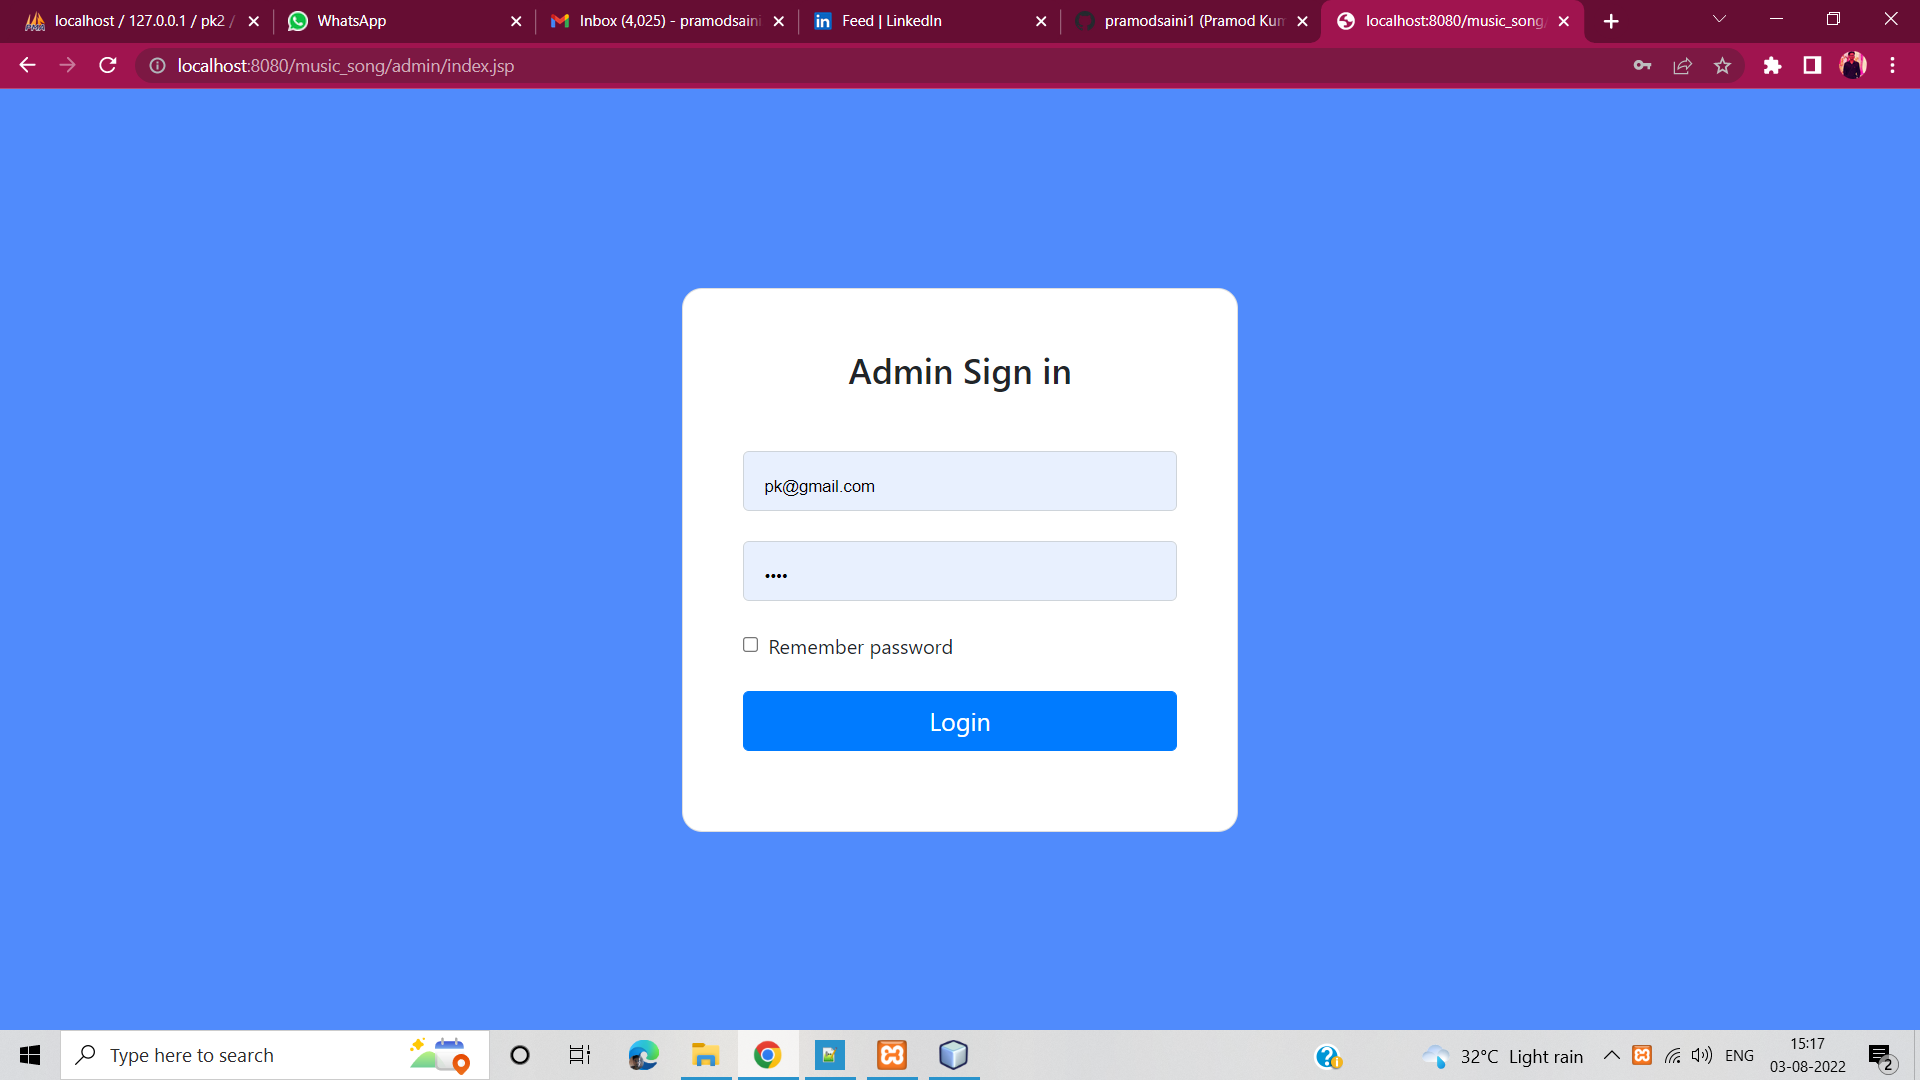 localhost / 127.0.0.1 / pk2 /
WhatsApp
Inbox (4,025) - pramodsaini
Feed | LinkedIn
pramodsaini1 (Pramod Kum
localhost:8080/music_song/
localhost:8080/music_song/admin/index.jsp
Admin Sign in
pk@gmail.com
••••
Remember password
Login
Type here to search
32°C Light rain
ENG
15:17
03-08-2022
2